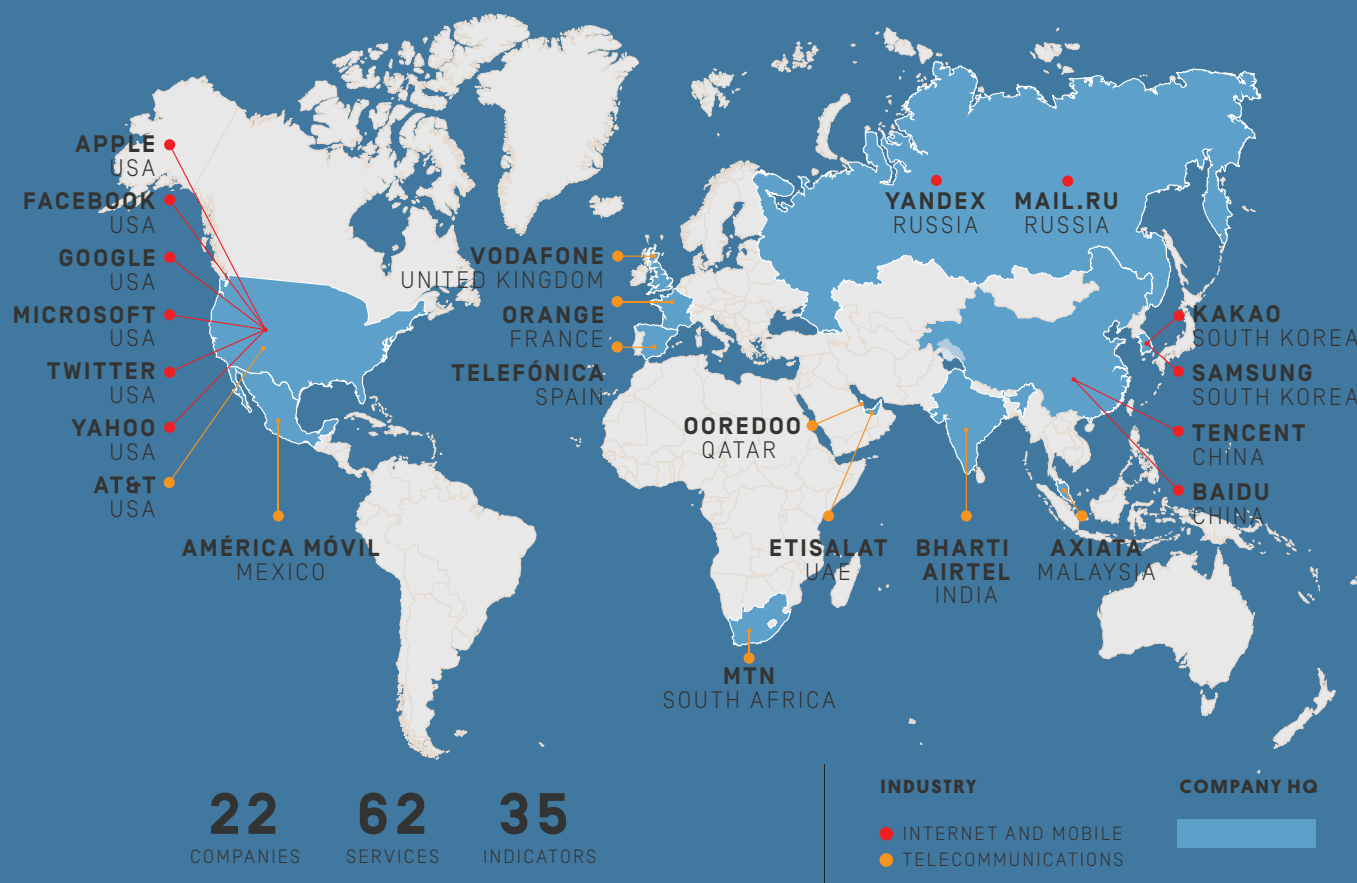 APPLE
USA
FACEBOOK
USA
GOOGLE
USA
MICROSOFT
USA
TWITTER
USA
YAHOO
USA
AT&T
USA
AMÉRICA MÓVIL
MEXICO
VODAFONE
UNITED KINGDOM
ORANGE
FRANCE
TELEFÓNICA
SPAIN
OOREDOO
QATAR
ETISALAT
UAE
BHARTI
AIRTEL
INDIA
AXIATA
MALAYSIA
MTN
SOUTH AFRICA
YANDEX
RUSSIA
MAIL.RU
RUSSIA
KAKAO
SOUTH KOREA
SAMSUNG
SOUTH KOREA
TENCENT
CHINA
BAIDU
CHINA
22
COMPANIES
62
SERVICES
35
INDICATORS
INDUSTRY
INTERNET AND MOBILE
TELECOMMUNICATIONS
COMPANY HQ